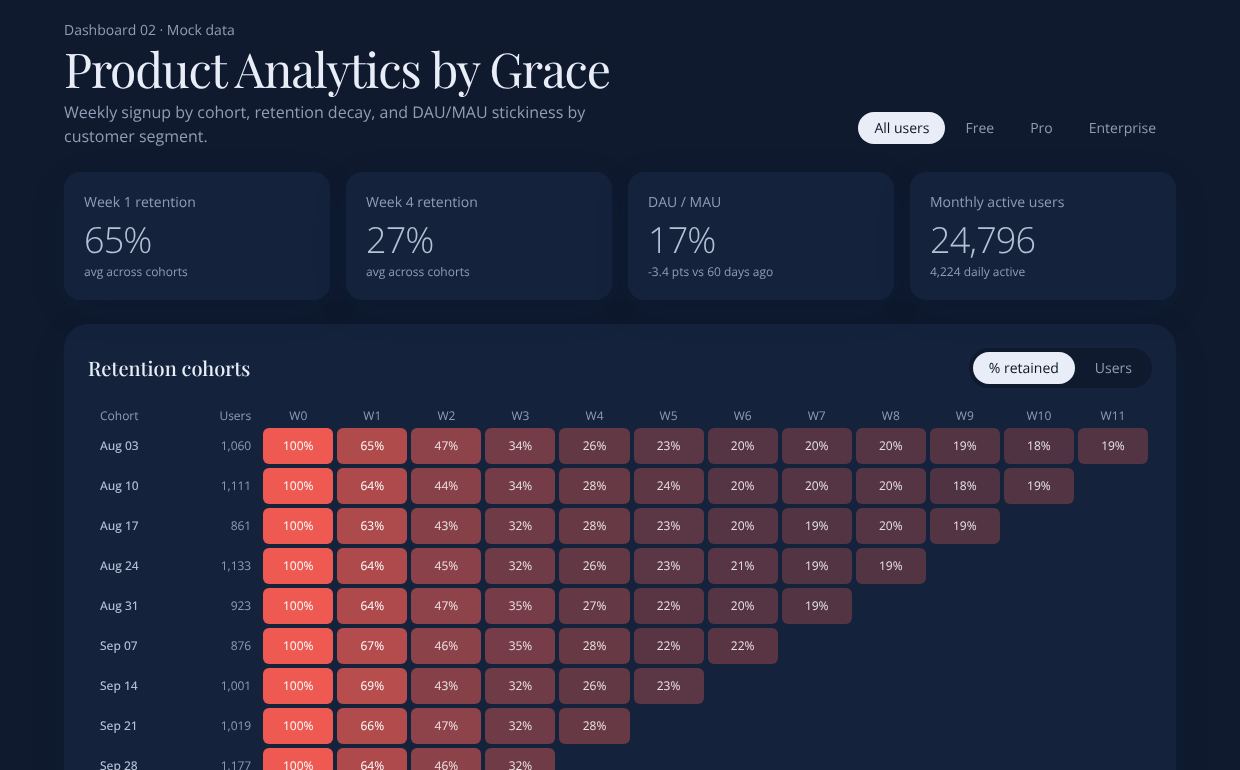 Dashboard 02 · Mock data
Product Analytics by Grace
Weekly signup by cohort, retention decay, and DAU/MAU stickiness by
customer segment.
All users Free Pro Enterprise
Week 1 retention
65%
avg across cohorts
Week 4 retention
27%
avg across cohorts
DAU / MAU
17%
-3.4 pts vs 60 days ago
Monthly active users
24,796
4,224 daily active
Retention cohorts
% retained Users
Cohort Users W0 W1 W2 W3 W4 W5 W6 W7 W8 W9 W10 W11
Aug 03 1,060 100% 65% 47% 34% 26% 23% 20% 20% 20% 19% 18% 19%
Aug 10 1,111 100% 64% 44% 34% 28% 24% 20% 20% 20% 18% 19%
Aug 17 861 100% 63% 43% 32% 28% 23% 20% 19% 20% 19%
Aug 24 1,133 100% 64% 45% 32% 26% 23% 21% 19% 19%
Aug 31 923 100% 64% 47% 35% 27% 22% 20% 19%
Sep 07 876 100% 67% 46% 35% 28% 22% 22%
Sep 14 1,001 100% 69% 43% 32% 26% 23%
Sep 21 1,019 100% 66% 47% 32% 28%
Sep 28 1,177 100% 64% 46% 32%